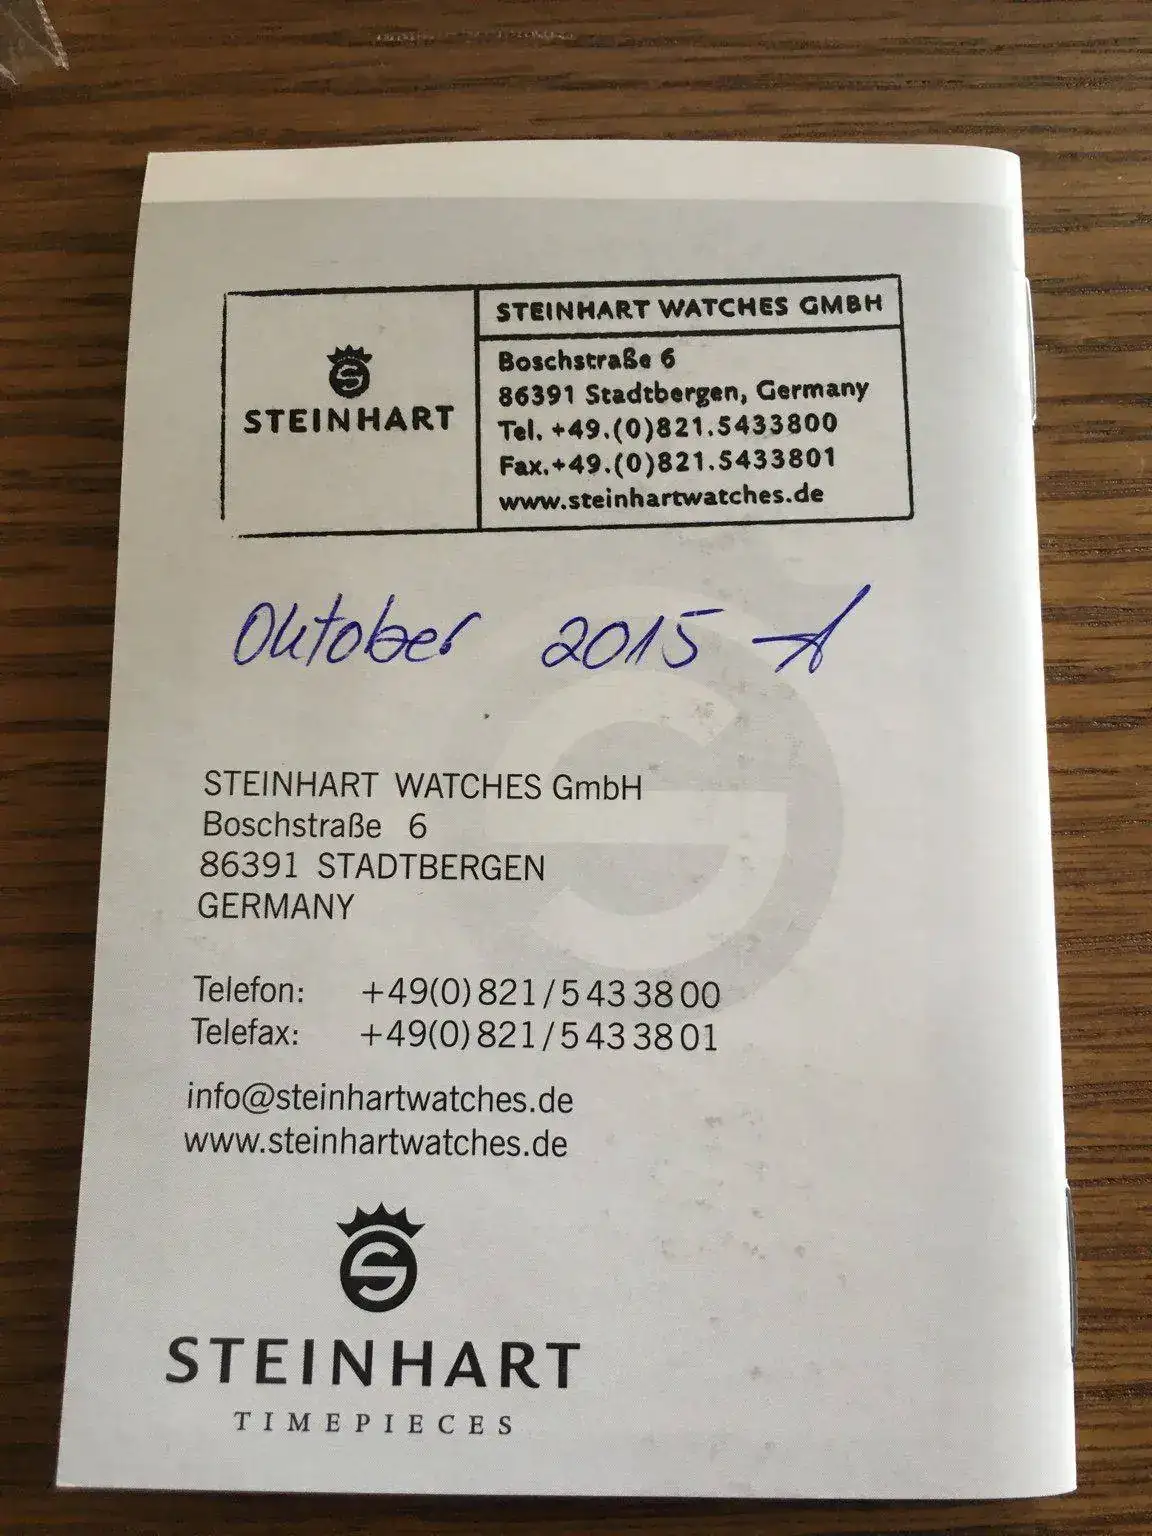 STEINHART
STEINHART WATCHES GMBH
Boschstraße 6
86391 Stadtbergen, Germany
Tel. +49.(0)821.5433800
Fax.+49.(0)821.5433801
www.steinhartwatches.de
Oktober 2015
STEINHART WATCHES GmbH
Boschstraße 6
86391 STADTBERGEN
GERMANY
Telefon: +49(0)821/5433800
Telefax: +49(0)821/5433801
info@steinhartwatches.de
www.steinhartwatches.de
STEINHART
TIMEPIECES